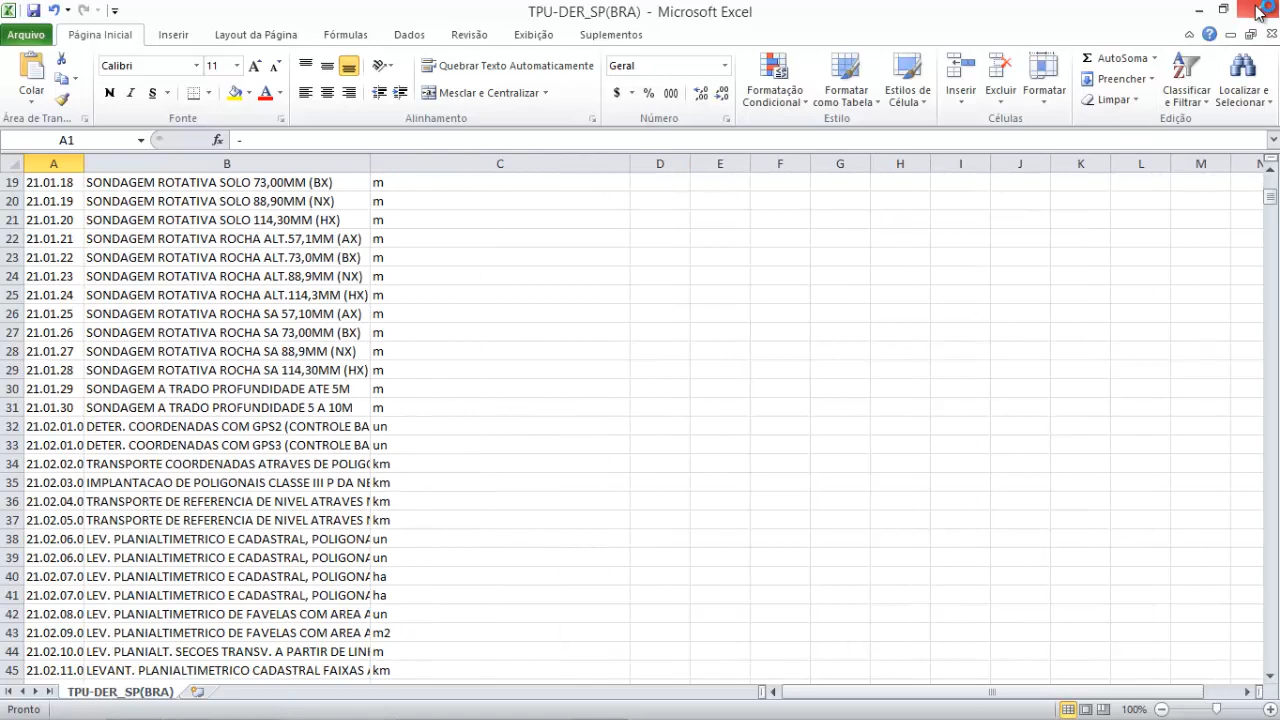 TPU-DER_SP(BRA) - Microsoft Excel
Arquivo Página Inicial Inserir Layout da Página Fórmulas Dados Revisão Exibição Suplementos
Calibri 11 Quebrar Texto Automaticamente Geral AutoSoma
Colar N I S Mesclar e Centralizar $ % 000 Formatação Condicional Formatar como Tabela Estilos de Célula Inserir Excluir Formatar Preencher Limpar Classificar e Filtrar Localizar e Selecionar
Área de Tran... Fonte Alinhamento Número Estilo Células Edição
A1 fx -
A B C D E F G H I J K L M N
19 21.01.18 SONDAGEM ROTATIVA SOLO 73,00MM (BX) m
20 21.01.19 SONDAGEM ROTATIVA SOLO 88,90MM (NX) m
21 21.01.20 SONDAGEM ROTATIVA SOLO 114,30MM (HX) m
22 21.01.21 SONDAGEM ROTATIVA ROCHA ALT.57,1MM (AX) m
23 21.01.22 SONDAGEM ROTATIVA ROCHA ALT.73,0MM (BX) m
24 21.01.23 SONDAGEM ROTATIVA ROCHA ALT.88,9MM (NX) m
25 21.01.24 SONDAGEM ROTATIVA ROCHA ALT.114,3MM (HX) m
26 21.01.25 SONDAGEM ROTATIVA ROCHA SA 57,10MM (AX) m
27 21.01.26 SONDAGEM ROTATIVA ROCHA SA 73,00MM (BX) m
28 21.01.27 SONDAGEM ROTATIVA ROCHA SA 88,9MM (NX) m
29 21.01.28 SONDAGEM ROTATIVA ROCHA SA 114,30MM (HX) m
30 21.01.29 SONDAGEM A TRADO PROFUNDIDADE ATE 5M m
31 21.01.30 SONDAGEM A TRADO PROFUNDIDADE 5 A 10M m
32 21.02.01.0 DETER. COORDENADAS COM GPS2 (CONTROLE BA un
33 21.02.01.0 DETER. COORDENADAS COM GPS3 (CONTROLE BA un
34 21.02.02.0 TRANSPORTE COORDENADAS ATRAVES DE POLIG km
35 21.02.03.0 IMPLANTACAO DE POLIGONAIS CLASSE III P DA NE km
36 21.02.04.0 TRANSPORTE DE REFERENCIA DE NIVEL ATRAVES km
37 21.02.05.0 TRANSPORTE DE REFERENCIA DE NIVEL ATRAVES km
38 21.02.06.0 LEV. PLANIALTIMETRICO E CADASTRAL, POLIGONA un
39 21.02.06.0 LEV. PLANIALTIMETRICO E CADASTRAL, POLIGONA un
40 21.02.07.0 LEV. PLANIALTIMETRICO E CADASTRAL, POLIGONA ha
41 21.02.07.0 LEV. PLANIALTIMETRICO E CADASTRAL, POLIGONA ha
42 21.02.08.0 LEV. PLANIALTIMETRICO DE FAVELAS COM AREA A un
43 21.02.09.0 LEV. PLANIALTIMETRICO DE FAVELAS COM AREA A m2
44 21.02.10.0 LEV. PLANIALT. SECOES TRANSV. A PARTIR DE LIN m
45 21.02.11.0 LEVANT. PLANIALTIMETRICO CADASTRAL FAIXAS km
TPU-DER_SP(BRA)
Pronto 100%